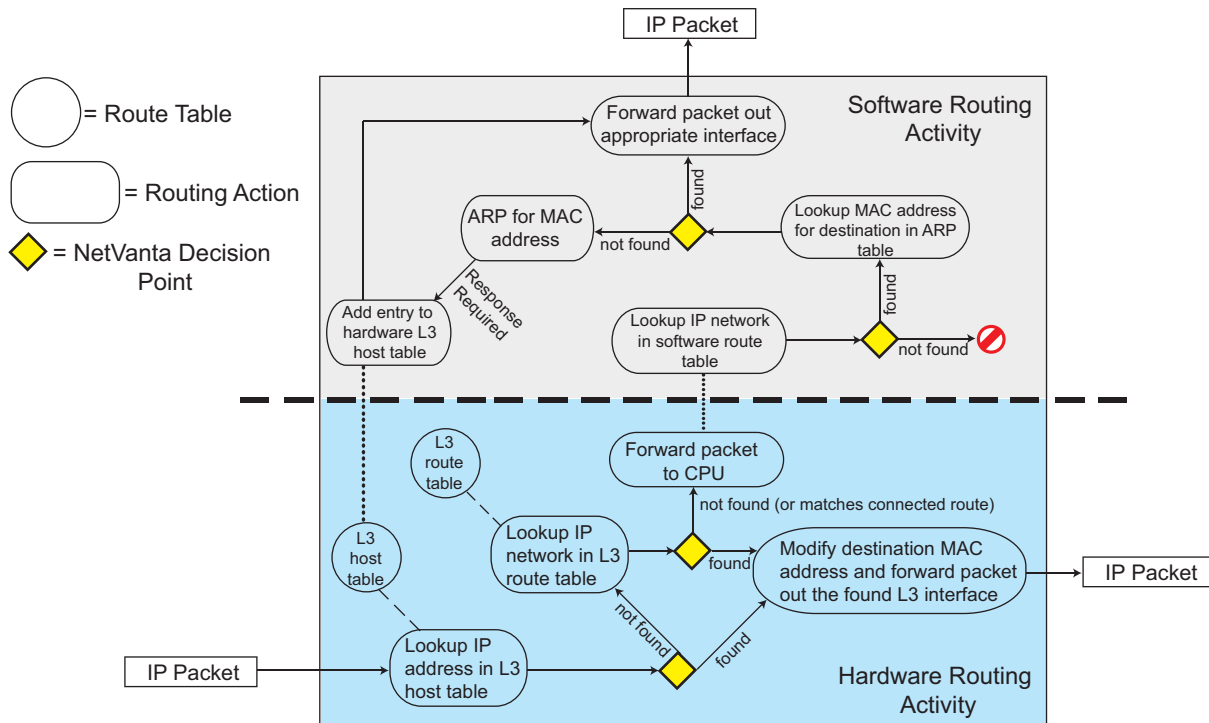 IP Packet
= Route Table
= Routing Action
= NetVanta Decision
Point
Software Routing
Activity
Forward packet out
appropriate interface
found
ARP for MAC
address
not found
Lookup MAC address
for destination in ARP
table
Response
Required
found
Add entry to
hardware L3
host table
Lookup IP network
in software route
table
not found
L3
route
table
Forward packet
to CPU
not found (or matches connected route)
L3
host
table
Lookup IP
network in L3
route table
found
Modify destination MAC
address and forward packet
out the found L3 interface
IP Packet
not found
found
IP Packet
Lookup IP
address in L3
host table
Hardware Routing
Activity